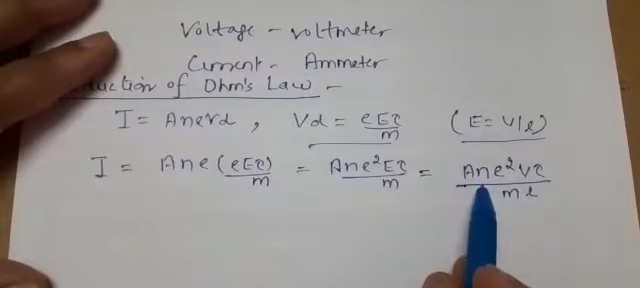 Voltage - voltmeter
Current - Ammeter
duction of Ohm's Law -
I = Anevd , Vd = eEτ/m (E = V/l)
I = Ane(eEτ/m) = Ane²Eτ/m = Ane²Vτ/ml